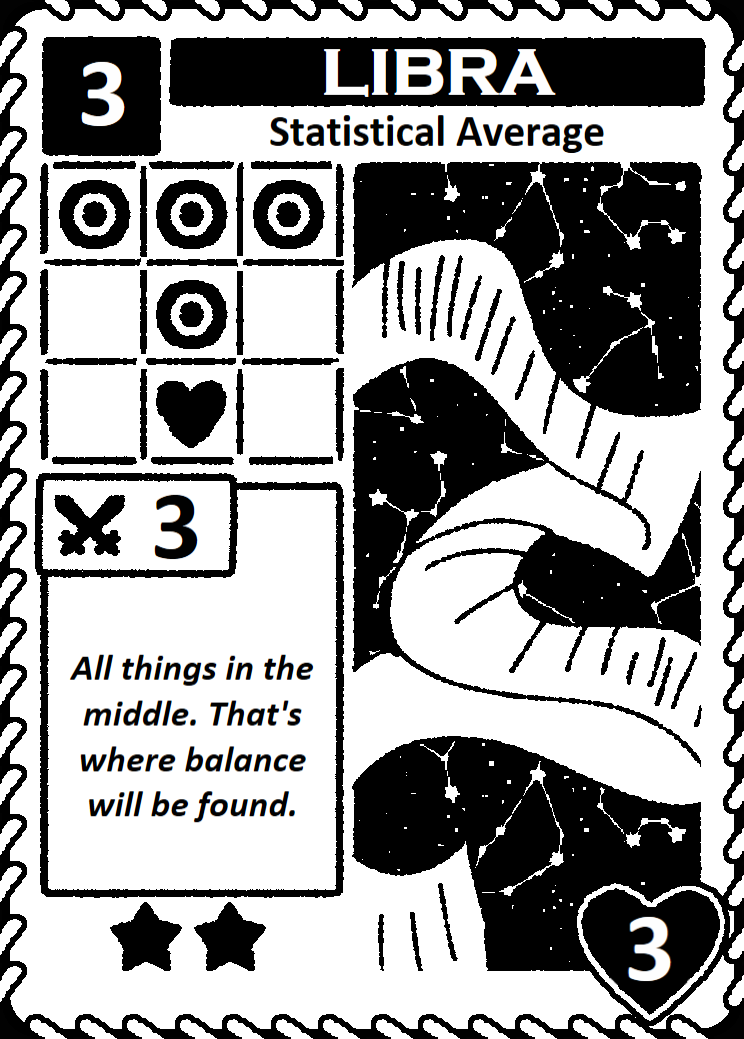 3
LIBRA
Statistical Average
3
All things in the
middle. That's
where balance
will be found.
3